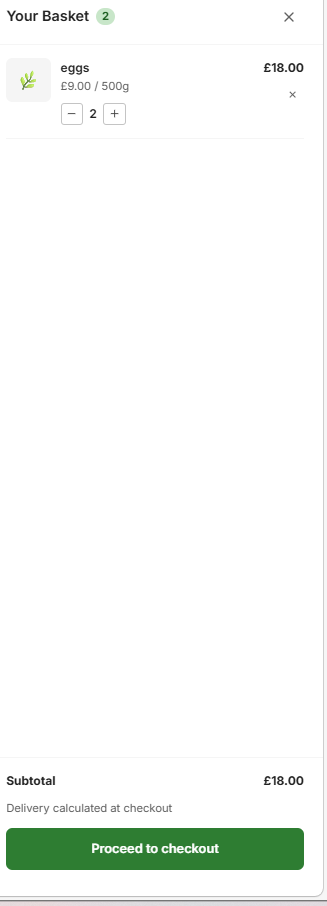 Your Basket 2 ×
eggs £18.00
£9.00 / 500g ×
− 2 +
Subtotal £18.00
Delivery calculated at checkout
Proceed to checkout